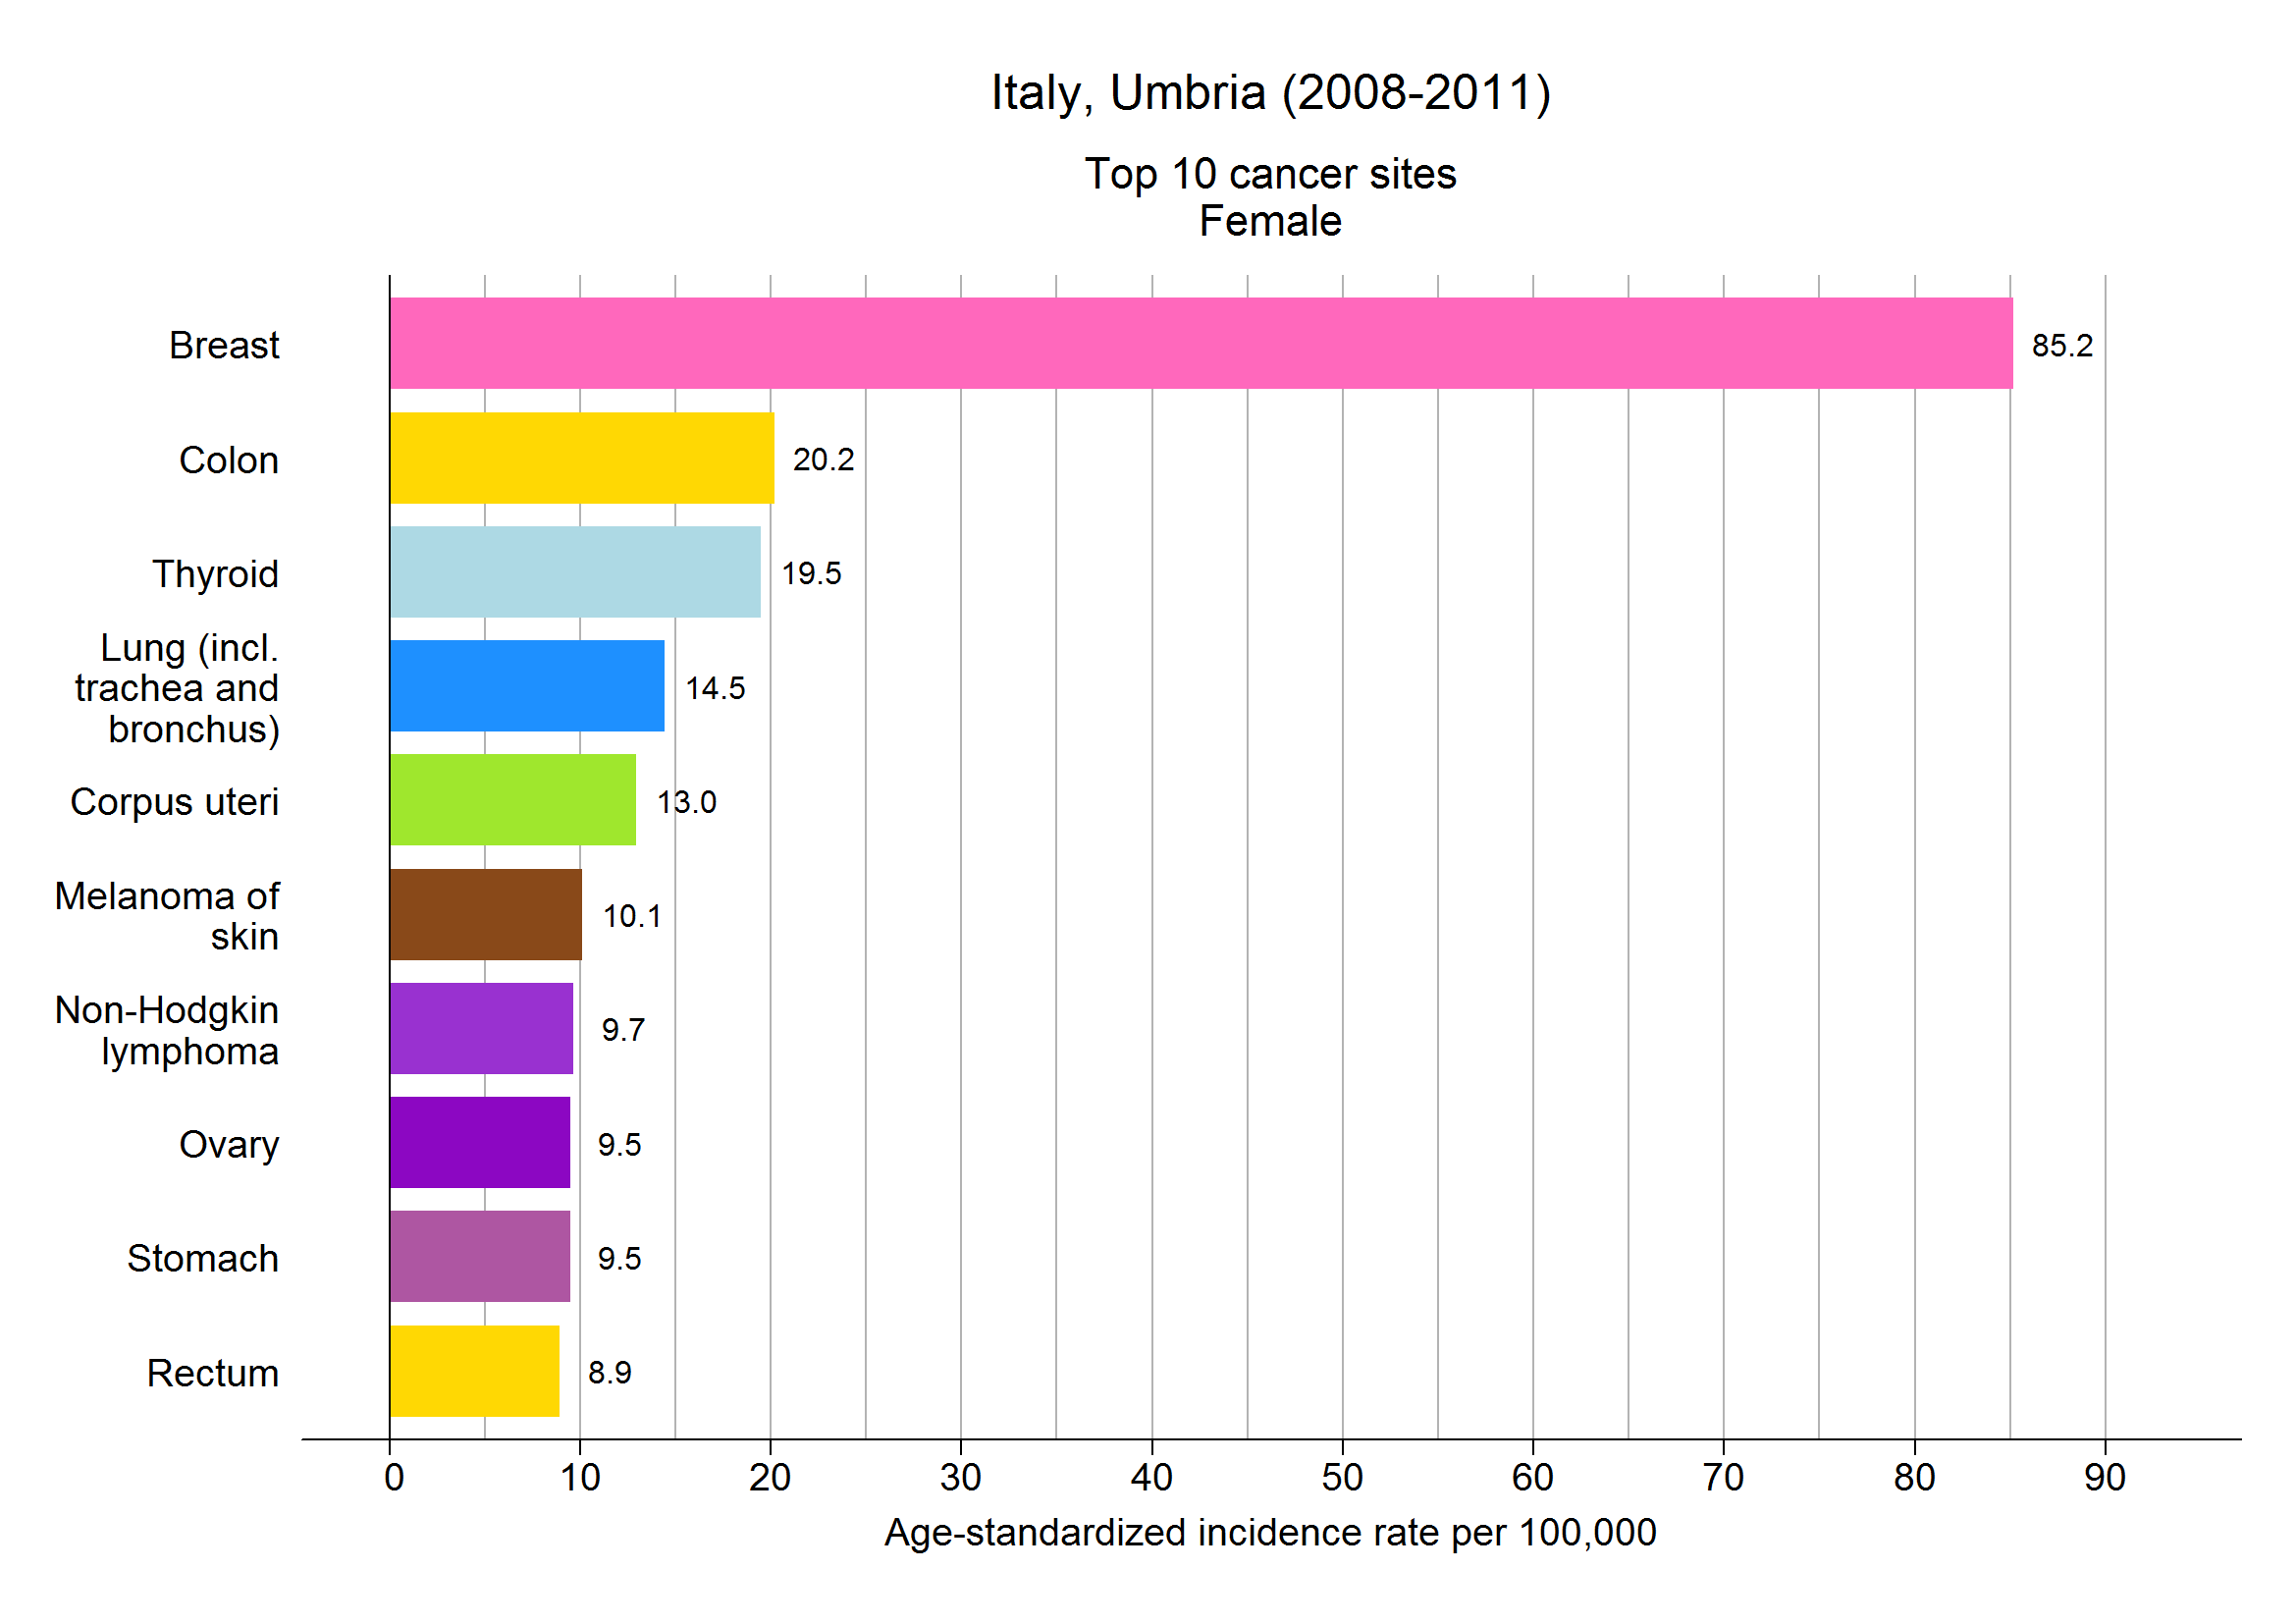 Italy, Umbria (2008-2011)
Top 10 cancer sites
Female
Breast
85.2
Colon
20.2
Thyroid
19.5
Lung (incl.
trachea and
bronchus)
14.5
Corpus uteri
13.0
Melanoma of
skin
10.1
Non-Hodgkin
lymphoma
9.7
Ovary
9.5
Stomach
9.5
Rectum
8.9
0 10 20 30 40 50 60 70 80 90
Age-standardized incidence rate per 100,000